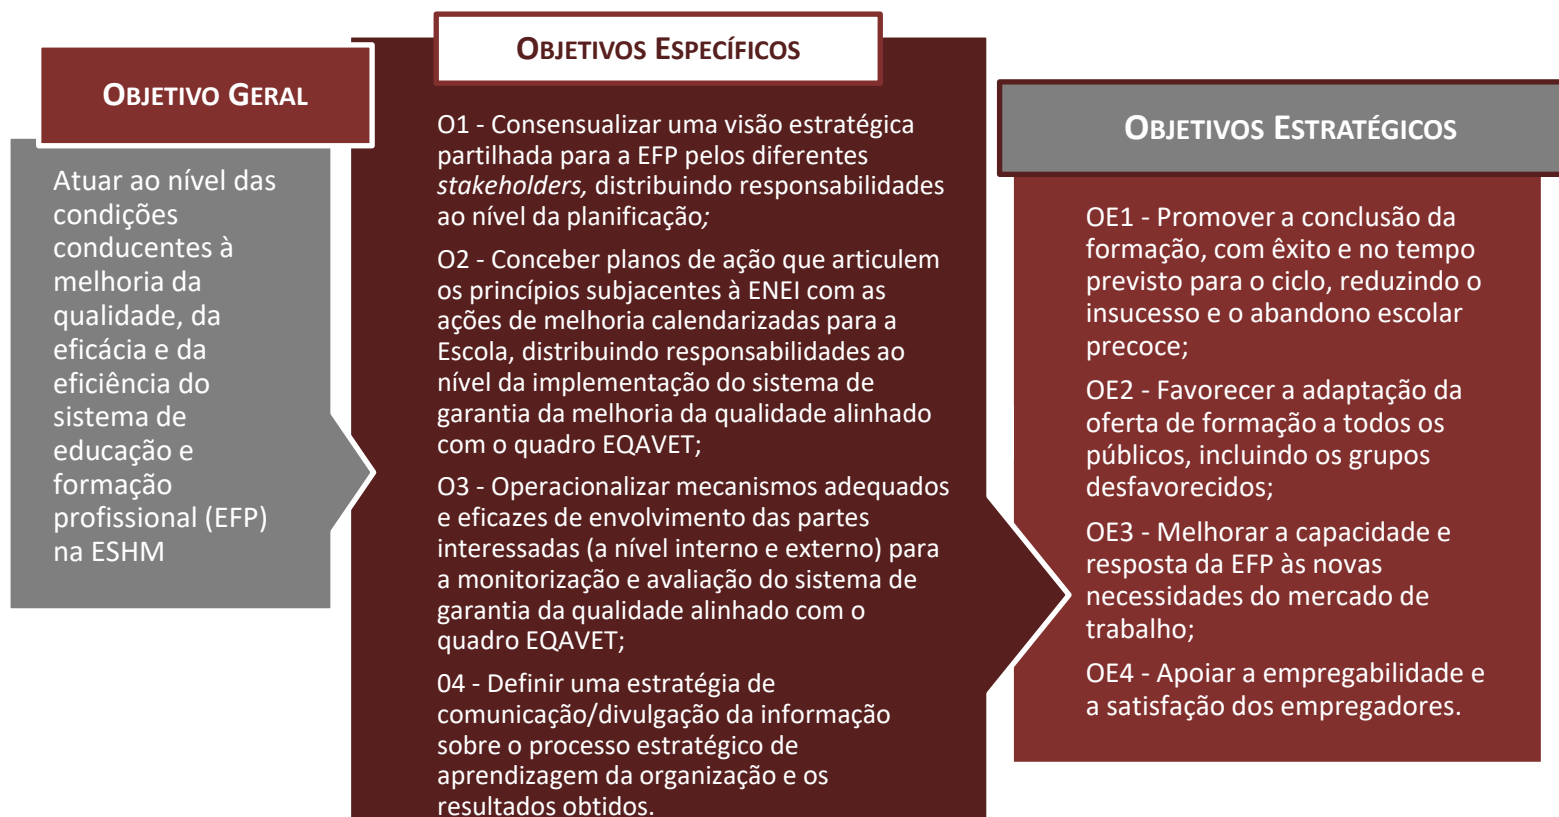 OBJETIVO GERAL
Atuar ao nível das
condições
conducentes à
melhoria da
qualidade, da
eficácia e da
eficiência do
sistema de
educação e
formação
profissional (EFP)
na ESHM
OBJETIVOS ESPECÍFICOS
O1 - Consensualizar uma visão estratégica
partilhada para a EFP pelos diferentes
stakeholders, distribuindo responsabilidades
ao nível da planificação;
O2 - Conceber planos de ação que articulem
os princípios subjacentes à ENEI com as
ações de melhoria calendarizadas para a
Escola, distribuindo responsabilidades ao
nível da implementação do sistema de
garantia da melhoria da qualidade alinhado
com o quadro EQAVET;
O3 - Operacionalizar mecanismos adequados
e eficazes de envolvimento das partes
interessadas (a nível interno e externo) para
a monitorização e avaliação do sistema de
garantia da qualidade alinhado com o
quadro EQAVET;
04 - Definir uma estratégia de
comunicação/divulgação da informação
sobre o processo estratégico de
aprendizagem da organização e os
resultados obtidos.
OBJETIVOS ESTRATÉGICOS
OE1 - Promover a conclusão da
formação, com êxito e no tempo
previsto para o ciclo, reduzindo o
insucesso e o abandono escolar
precoce;
OE2 - Favorecer a adaptação da
oferta de formação a todos os
públicos, incluindo os grupos
desfavorecidos;
OE3 - Melhorar a capacidade e
resposta da EFP às novas
necessidades do mercado de
trabalho;
OE4 - Apoiar a empregabilidade e
a satisfação dos empregadores.